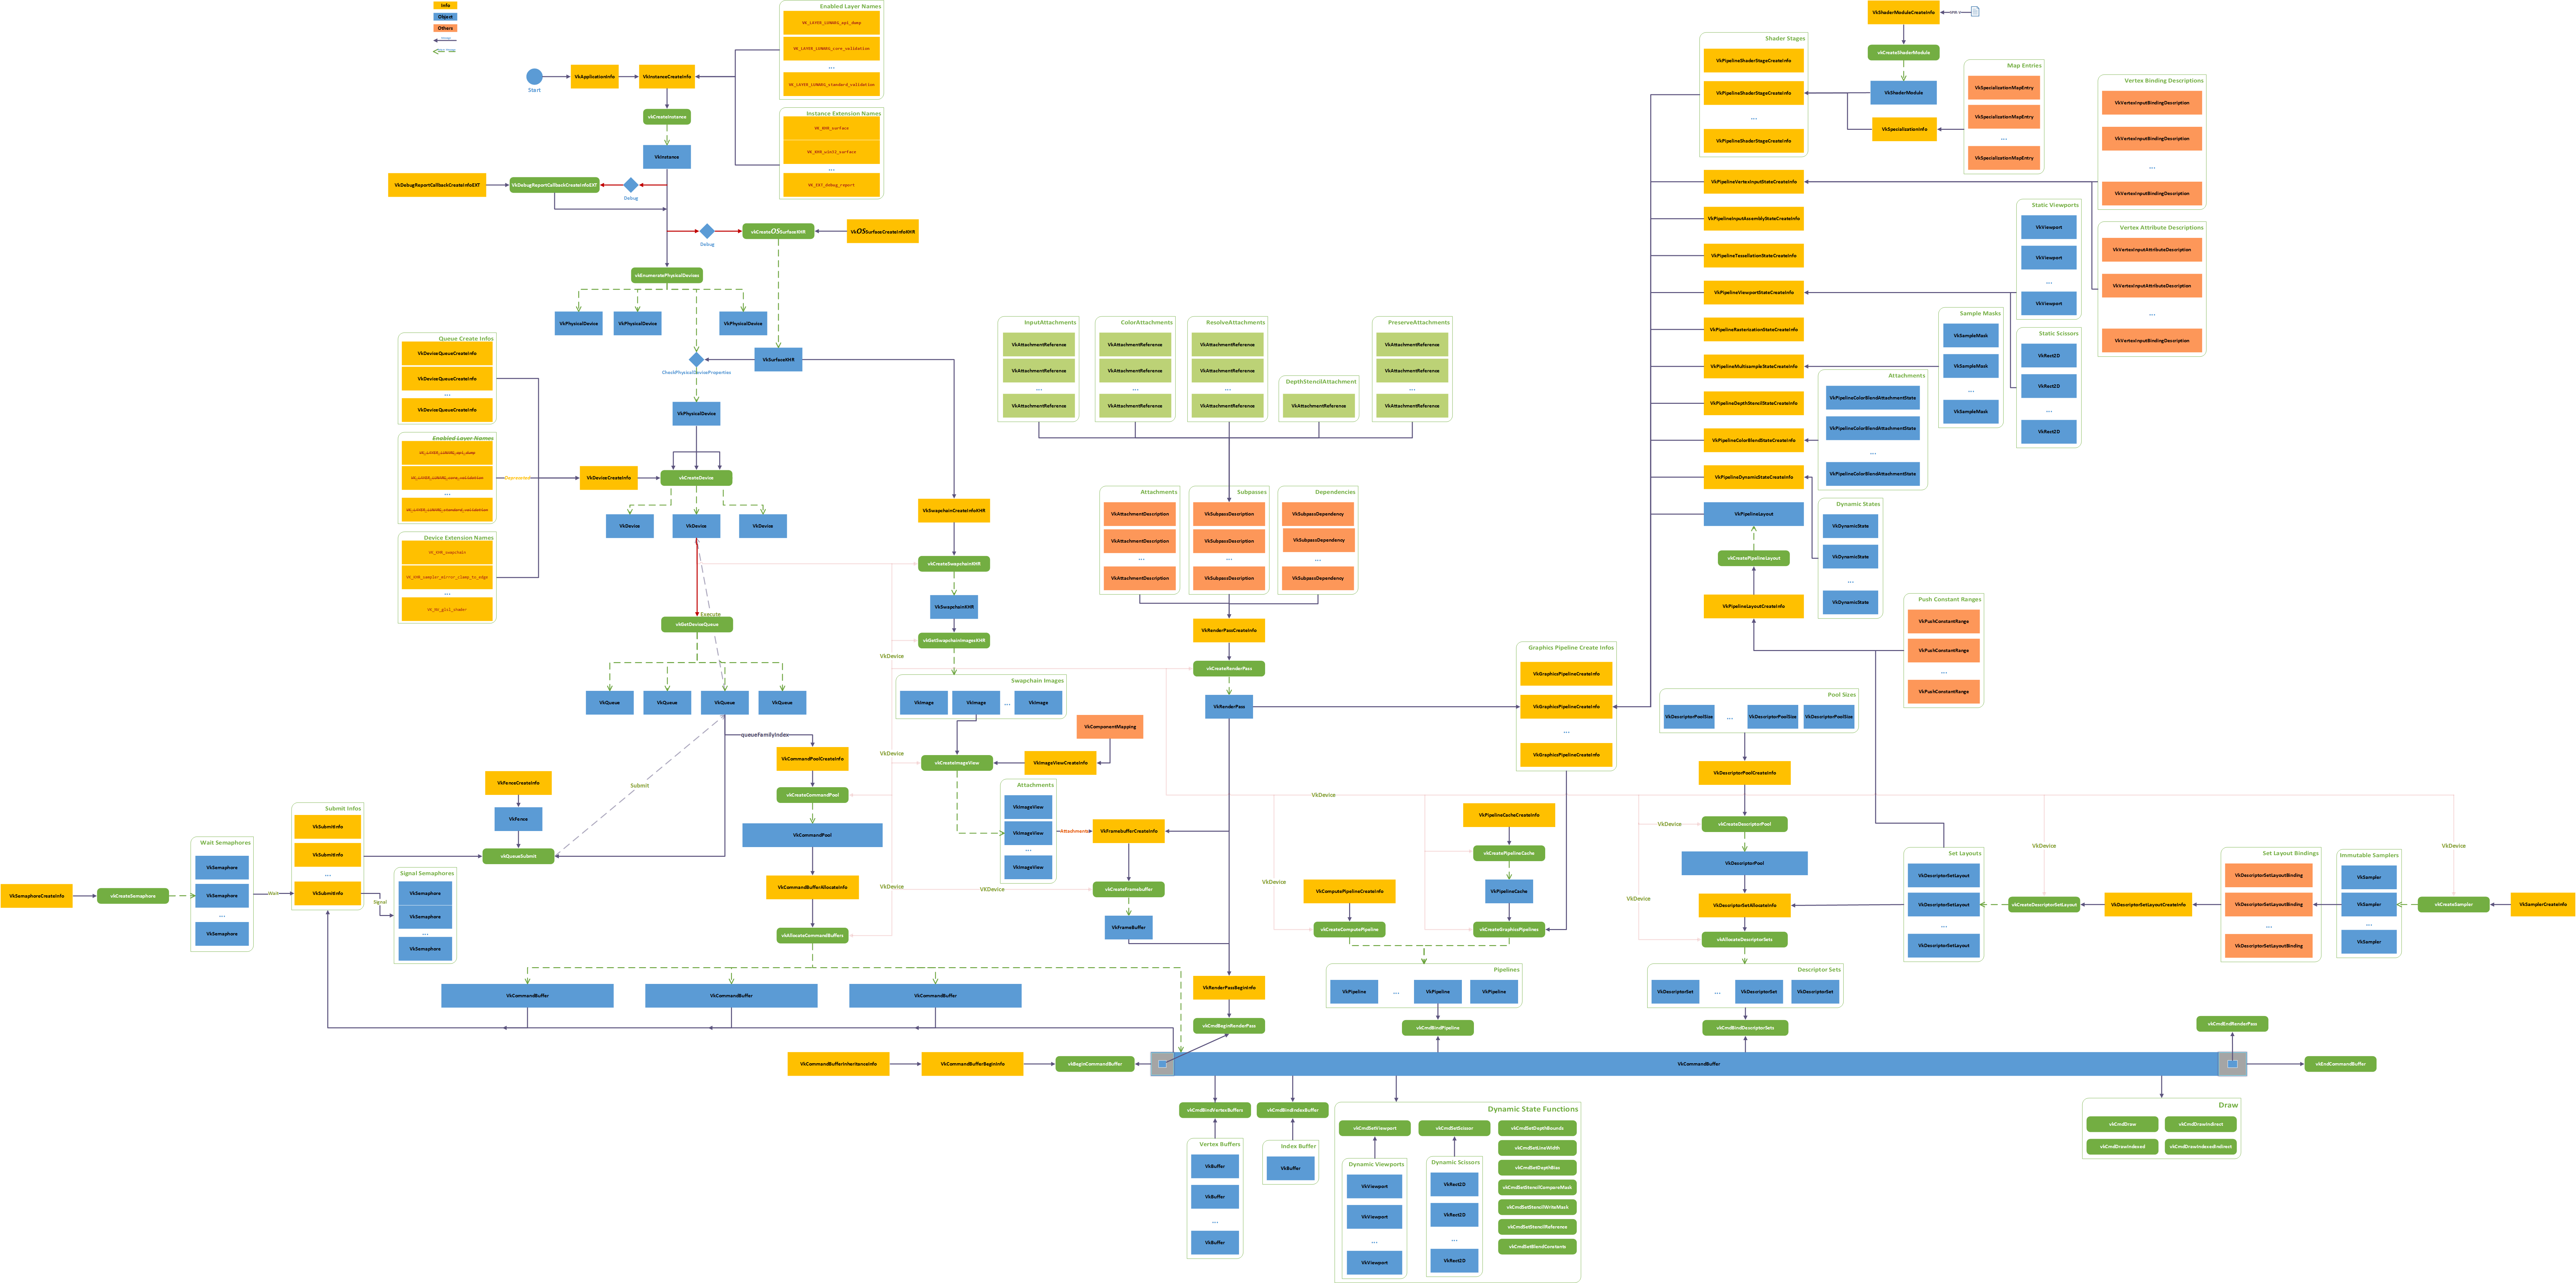 Info
Object
Others
Start
VkApplicationInfo
VkInstanceCreateInfo
Enabled Layer Names
VK_LAYER_LUNARG_api_dump
VK_LAYER_LUNARG_core_validation
...
VK_LAYER_LUNARG_standard_validation
Instance Extension Names
VK_KHR_surface
VK_KHR_win32_surface
...
VK_EXT_debug_report
vkCreateInstance
VkInstance
VkDebugReportCallbackCreateInfoEXT
VkDebugReportCallbackCreateInfoEXT
Debug
Debug
vkCreateOSSurfaceKHR
VkOSSurfaceCreateInfoKHR
vkEnumeratePhysicalDevices
VkPhysicalDevice
VkPhysicalDevice
VkPhysicalDevice
VkSurfaceKHR
CheckPhysicalDeviceProperties
VkPhysicalDevice
Queue Create Infos
VkDeviceQueueCreateInfo
VkDeviceQueueCreateInfo
...
VkDeviceQueueCreateInfo
Enabled Layer Names
VK_LAYER_LUNARG_api_dump
VK_LAYER_LUNARG_core_validation
...
VK_LAYER_LUNARG_standard_validation
Deprecated
Device Extension Names
VK_KHR_swapchain
VK_KHR_sampler_mirror_clamp_to_edge
...
VK_NV_glsl_shader
VkDeviceCreateInfo
vkCreateDevice
VkDevice
VkDevice
VkDevice
Execute
vkGetDeviceQueue
VkQueue
VkQueue
VkQueue
VkQueue
queueFamilyIndex
Submit
VkFenceCreateInfo
VkFence
vkQueueSubmit
Submit Infos
VkSubmitInfo
VkSubmitInfo
...
VkSubmitInfo
Wait Semaphores
VkSemaphore
VkSemaphore
...
VkSemaphore
Wait
Signal
Signal Semaphores
VkSemaphore
VkSemaphore
...
VkSemaphore
VkSemaphoreCreateInfo
vkCreateSemaphore
VkCommandPoolCreateInfo
vkCreateCommandPool
VkCommandPool
VkCommandBufferAllocateInfo
vkAllocateCommandBuffers
VkCommandBuffer
VkCommandBuffer
VkCommandBuffer
VkSwapchainCreateInfoKHR
vkCreateSwapchainKHR
VkSwapchainKHR
vkGetSwapchainImagesKHR
VkDevice
Swapchain Images
VkImage
VkImage
...
VkImage
VkComponentMapping
VkDevice
vkCreateImageView
VkImageViewCreateInfo
Attachments
VkImageView
VkImageView
...
VkImageView
Attachments
VkFramebufferCreateInfo
VkDevice
VKDevice
vkCreateFramebuffer
VkFrameBuffer
InputAttachments
VkAttachmentReference
VkAttachmentReference
...
VkAttachmentReference
ColorAttachments
VkAttachmentReference
VkAttachmentReference
...
VkAttachmentReference
ResolveAttachments
VkAttachmentReference
VkAttachmentReference
...
VkAttachmentReference
DepthStencilAttachment
VkAttachmentReference
PreserveAttachments
VkAttachmentReference
VkAttachmentReference
...
VkAttachmentReference
Attachments
VkAttachmentDescription
VkAttachmentDescription
...
VkAttachmentDescription
Subpasses
VkSubpassDescription
VkSubpassDescription
...
VkSubpassDescription
Dependencies
VkSubpassDependency
VkSubpassDependency
...
VkSubpassDependency
VkRenderPassCreateInfo
vkCreateRenderPass
VkRenderPass
VkRenderPassBeginInfo
vkCmdBeginRenderPass
VkShaderModuleCreateInfo
vkCreateShaderModule
VkShaderModule
VkSpecializationInfo
Shader Stages
VkPipelineShaderStageCreateInfo
VkPipelineShaderStageCreateInfo
...
VkPipelineShaderStageCreateInfo
Map Entries
VkSpecializationMapEntry
VkSpecializationMapEntry
...
VkSpecializationMapEntry
Vertex Binding Descriptions
VkVertexInputBindingDescription
VkVertexInputBindingDescription
...
VkVertexInputBindingDescription
Vertex Attribute Descriptions
VkVertexInputAttributeDescription
VkVertexInputAttributeDescription
...
VkVertexInputAttributeDescription
Static Viewports
VkViewport
VkViewport
...
VkViewport
Static Scissors
VkRect2D
VkRect2D
...
VkRect2D
Sample Masks
VkSampleMask
VkSampleMask
...
VkSampleMask
Attachments
VkPipelineColorBlendAttachmentState
VkPipelineColorBlendAttachmentState
...
VkPipelineColorBlendAttachmentState
Dynamic States
VkDynamicState
VkDynamicState
...
VkDynamicState
VkPipelineVertexInputStateCreateInfo
VkPipelineInputAssemblyStateCreateInfo
VkPipelineTessellationStateCreateInfo
VkPipelineViewportStateCreateInfo
VkPipelineRasterizationStateCreateInfo
VkPipelineMultisampleStateCreateInfo
VkPipelineDepthStencilStateCreateInfo
VkPipelineColorBlendStateCreateInfo
VkPipelineDynamicStateCreateInfo
VkPipelineLayout
vkCreatePipelineLayout
VkPipelineLayoutCreateInfo
Push Constant Ranges
VkPushConstantRange
VkPushConstantRange
...
VkPushConstantRange
Graphics Pipeline Create Infos
VkGraphicsPipelineCreateInfo
VkGraphicsPipelineCreateInfo
...
VkGraphicsPipelineCreateInfo
Pool Sizes
VkDescriptorPoolSize
...
VkDescriptorPoolSize
VkDescriptorPoolSize
VkDescriptorPoolCreateInfo
VkDevice
VkDevice
vkCreateDescriptorPool
VkDescriptorPool
VkDevice
VkDescriptorSetAllocateInfo
vkAllocateDescriptorSets
VkPipelineCacheCreateInfo
vkCreatePipelineCache
VkPipelineCache
VkDevice
VkComputePipelineCreateInfo
VkDevice
vkCreateComputePipeline
vkCreateGraphicsPipelines
Set Layouts
VkDescriptorSetLayout
VkDescriptorSetLayout
...
VkDescriptorSetLayout
VkDevice
vkCreateDescriptorSetLayout
VkDescriptorSetLayoutCreateInfo
Set Layout Bindings
VkDescriptorSetLayoutBinding
VkDescriptorSetLayoutBinding
...
VkDescriptorSetLayoutBinding
Immutable Samplers
VkSampler
VkSampler
...
VkSampler
VkDevice
vkCreateSampler
VkSamplerCreateInfo
Pipelines
VkPipeline
...
VkPipeline
VkPipeline
vkCmdBindPipeline
Descriptor Sets
VkDescriptorSet
...
VkDescriptorSet
VkDescriptorSet
vkCmdBindDescriptorSets
vkCmdEndRenderPass
VkCommandBufferInheritanceInfo
VkCommandBufferBeginInfo
vkBeginCommandBuffer
VkCommandBuffer
vkEndCommandBuffer
vkCmdBindVertexBuffers
Vertex Buffers
VkBuffer
VkBuffer
...
VkBuffer
vkCmdBindIndexBuffer
Index Buffer
VkBuffer
Dynamic State Functions
vkCmdSetViewport
Dynamic Viewports
VkViewport
VkViewport
...
VkViewport
vkCmdSetScissor
Dynamic Scissors
VkRect2D
VkRect2D
...
VkRect2D
vkCmdSetDepthBounds
vkCmdSetLineWidth
vkCmdSetDepthBias
vkCmdSetStencilCompareMask
vkCmdSetStencilWriteMask
vkCmdSetStencilReference
vkCmdSetBlendConstants
Draw
vkCmdDraw
vkCmdDrawIndirect
vkCmdDrawIndexed
vkCmdDrawIndexedIndirect